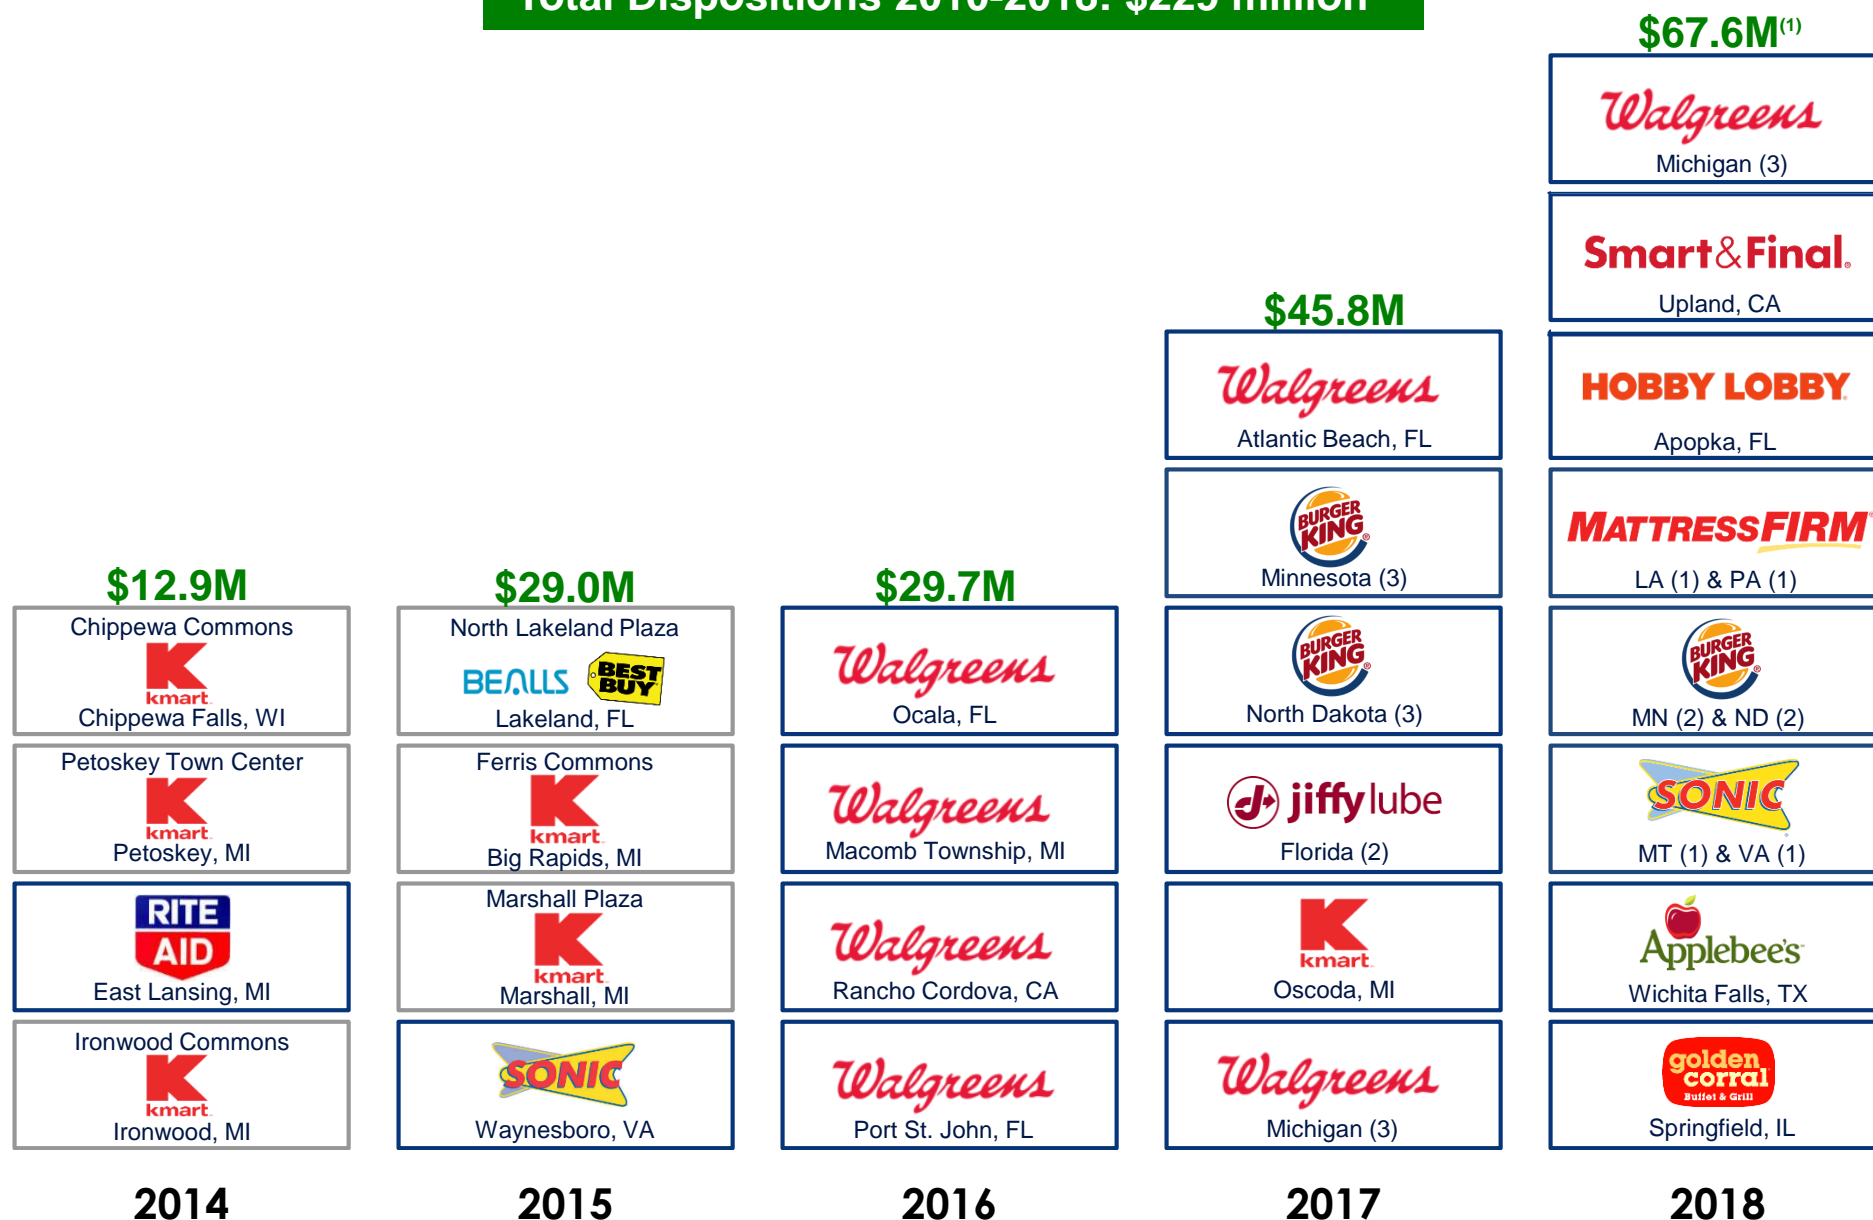 Total Dispositions 2010-2018: $229 million
$67.6M(1)
Walgreens
Michigan (3)
Smart&Final®
Upland, CA
$45.8M
Walgreens
Atlantic Beach, FL
HOBBY LOBBY
Apopka, FL
BURGER
KING®
Minnesota (3)
MATTRESSFIRM®
LA (1) & PA (1)
$12.9M
$29.0M
$29.7M
Chippewa Commons
K
kmart
Chippewa Falls, WI
North Lakeland Plaza
BEALLS
BEST
BUY
Lakeland, FL
Walgreens
Ocala, FL
BURGER
KING®
North Dakota (3)
BURGER
KING®
MN (2) & ND (2)
Petoskey Town Center
K
kmart
Petoskey, MI
Ferris Commons
K
kmart
Big Rapids, MI
Walgreens
Macomb Township, MI
jiffylube
Florida (2)
SONIC
MT (1) & VA (1)
RITE
AID
East Lansing, MI
Marshall Plaza
K
kmart
Marshall, MI
Walgreens
Rancho Cordova, CA
K
kmart
Oscoda, MI
Applebee's
Wichita Falls, TX
Ironwood Commons
K
kmart
Ironwood, MI
SONIC
Waynesboro, VA
Walgreens
Port St. John, FL
Walgreens
Michigan (3)
golden
corral
Buffet & Grill
Springfield, IL
2014
2015
2016
2017
2018